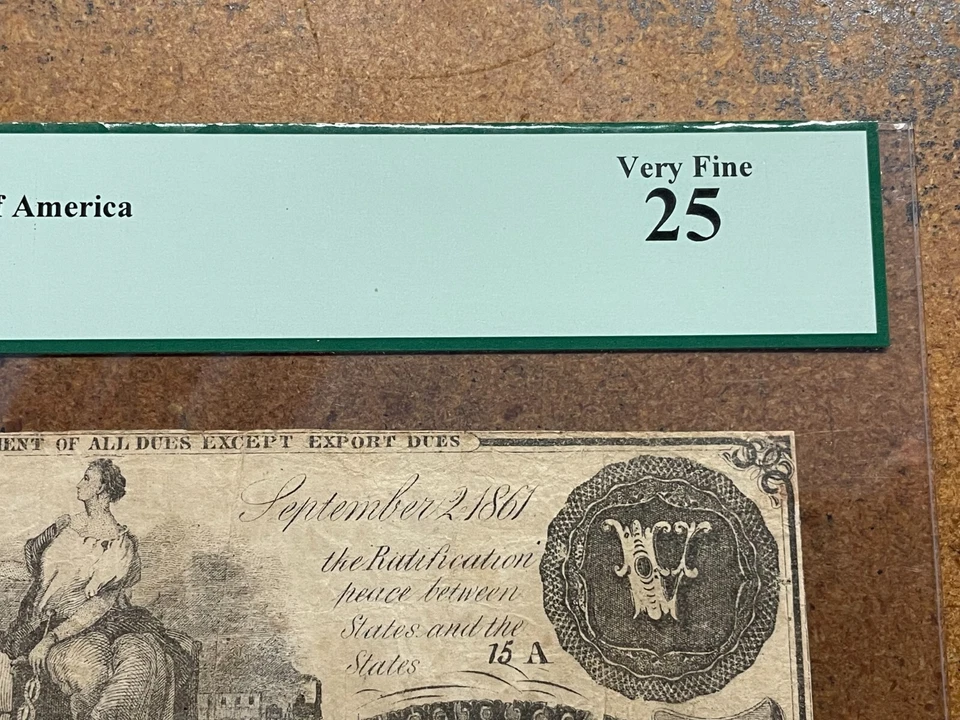 Very Fine
f America
25
MENT OF ALL DUES EXCEPT EXPORT DUES
September 2 1861
the Ratification
peace between
States and the
States
15 A
V